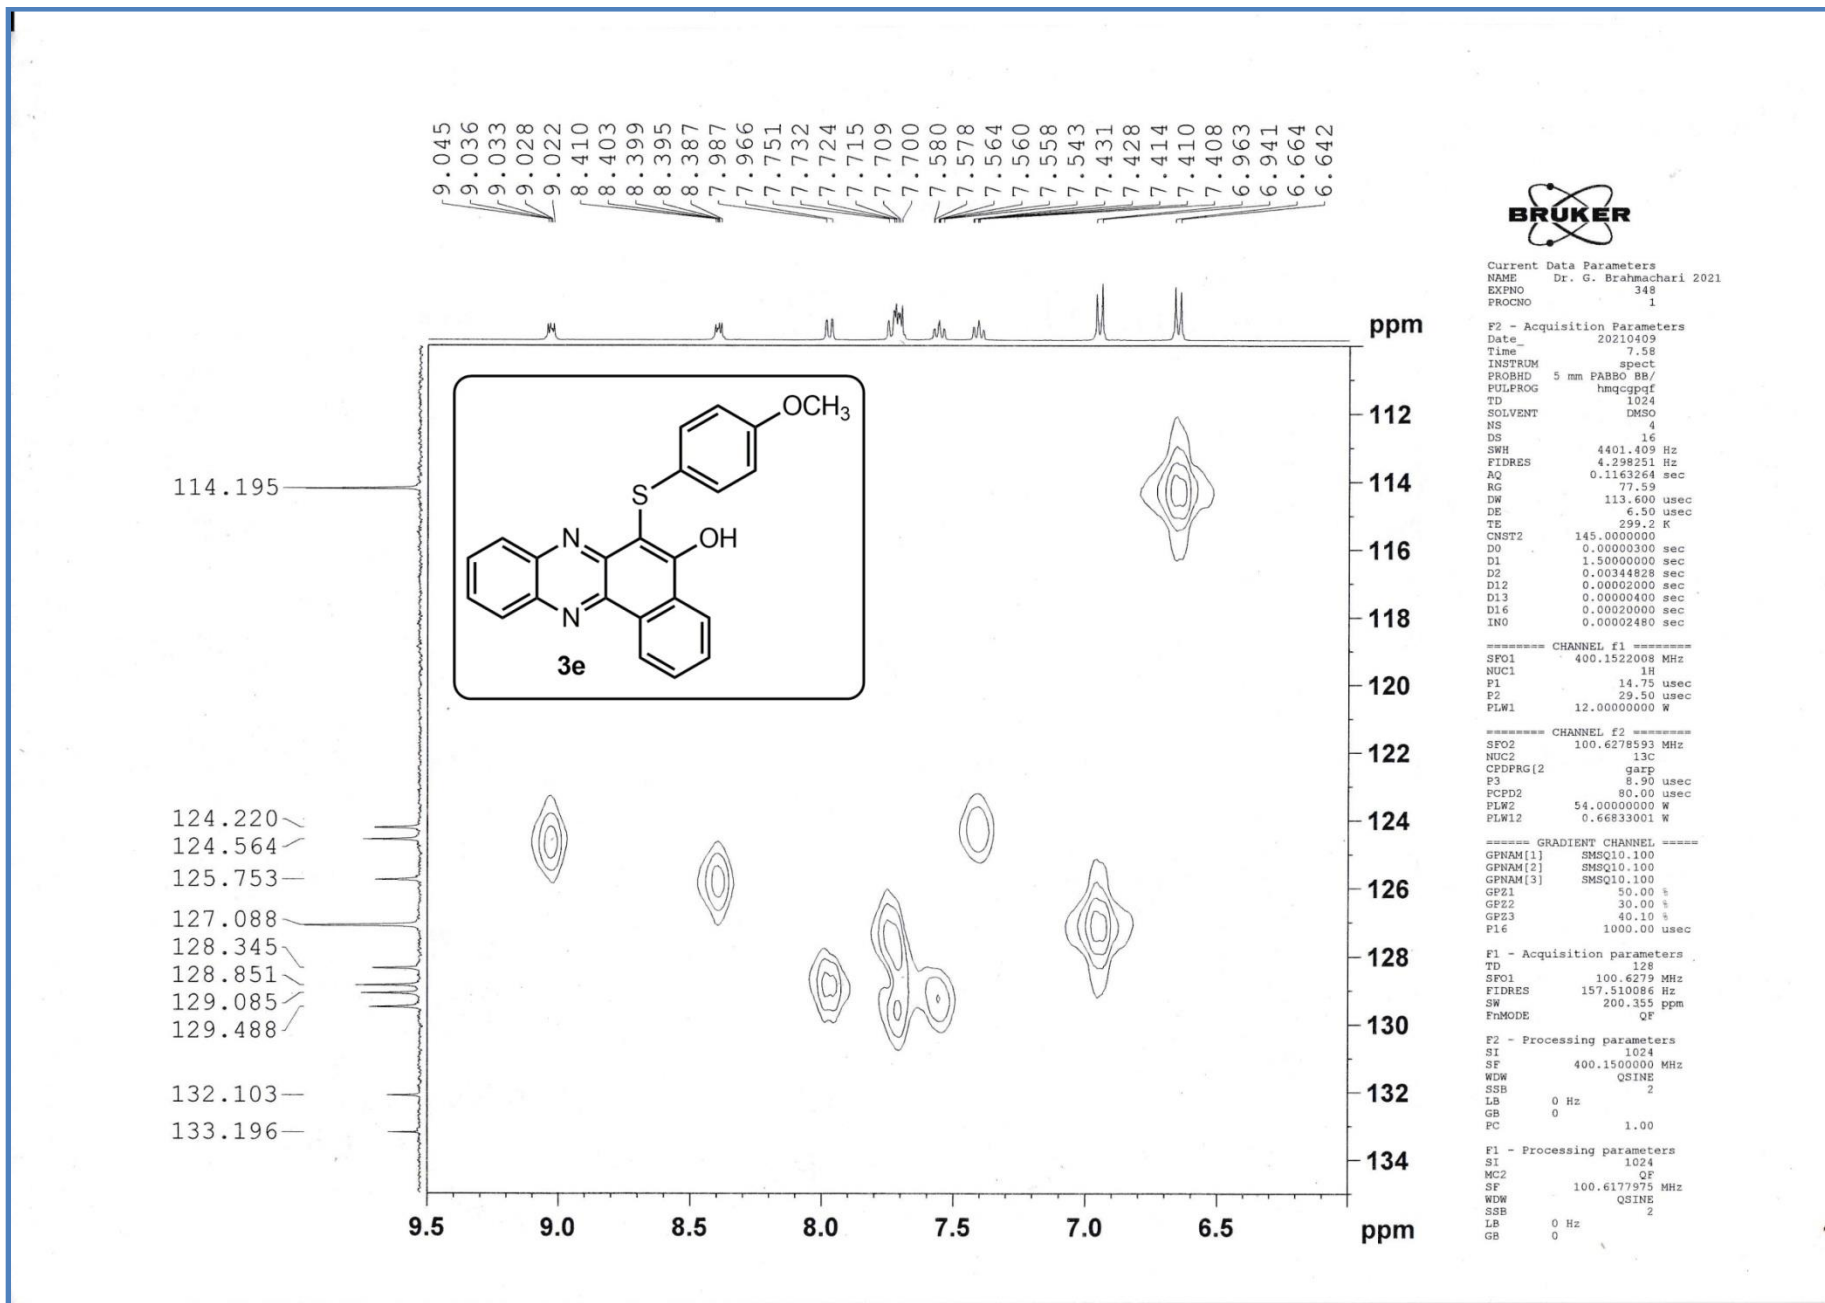 9.045
9.036
9.033
9.028
9.022
8.410
8.403
8.399
8.395
8.387
7.987
7.966
7.751
7.732
7.724
7.715
7.709
7.700
7.580
7.578
7.564
7.560
7.558
7.543
7.431
7.428
7.414
7.410
7.408
6.963
6.941
6.664
6.642
ppm
OCH3
S
N
OH
N
3e
114.195
124.220
124.564
125.753
127.088
128.345
128.851
129.085
129.488
132.103
133.196
112
114
116
118
120
122
124
126
128
130
132
134
9.5 9.0 8.5 8.0 7.5 7.0 6.5 ppm
BRUKER
Current Data Parameters
NAME Dr. G. Brahmachari 2021
EXPNO 348
PROCNO 1
F2 - Acquisition Parameters
Date_ 20210409
Time 7.58
INSTRUM spect
PROBHD 5 mm PABBO BB/
PULPROG hmqcgpqf
TD 1024
SOLVENT DMSO
NS 4
DS 16
SWH 4401.409 Hz
FIDRES 4.298251 Hz
AQ 0.1163264 sec
RG 77.59
DW 113.600 usec
DE 6.50 usec
TE 299.2 K
CNST2 145.0000000
D0 0.00000300 sec
D1 1.50000000 sec
D2 0.00344828 sec
D12 0.00002000 sec
D13 0.00000400 sec
D16 0.00020000 sec
IN0 0.00002480 sec
======== CHANNEL f1 ========
SFO1 400.1522008 MHz
NUC1 1H
P1 14.75 usec
P2 29.50 usec
PLW1 12.00000000 W
======== CHANNEL f2 ========
SFO2 100.6278593 MHz
NUC2 13C
CPDPRG[2 garp
P3 8.90 usec
PCPD2 80.00 usec
PLW2 54.00000000 W
PLW12 0.66833001 W
====== GRADIENT CHANNEL =====
GPNAM[1] SMSQ10.100
GPNAM[2] SMSQ10.100
GPNAM[3] SMSQ10.100
GPZ1 50.00 %
GPZ2 30.00 %
GPZ3 40.10 %
P16 1000.00 usec
F1 - Acquisition parameters
TD 128
SFO1 100.6279 MHz
FIDRES 157.510086 Hz
SW 200.355 ppm
FnMODE QF
F2 - Processing parameters
SI 1024
SF 400.1500000 MHz
WDW QSINE
SSB 2
LB 0 Hz
GB 0
PC 1.00
F1 - Processing parameters
SI 1024
MC2 QF
SF 100.6177975 MHz
WDW QSINE
SSB 2
LB 0 Hz
GB 0